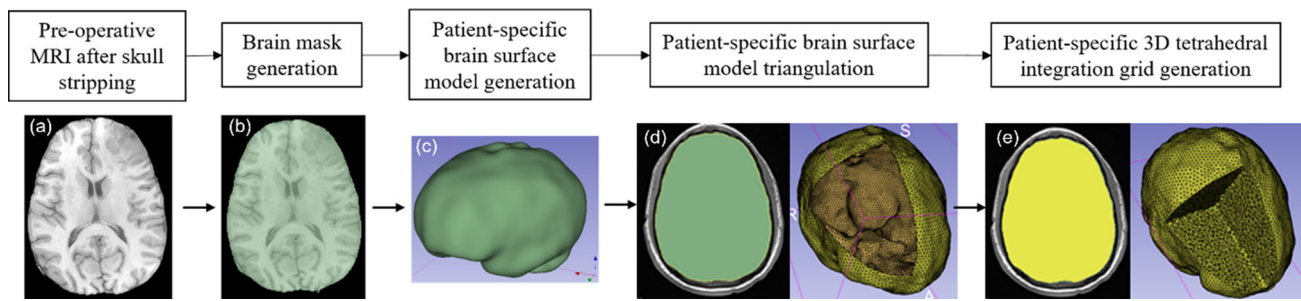 Pre-operative
MRI after skull
stripping
Brain mask
generation
Patient-specific
brain surface
model generation
Patient-specific brain surface
model triangulation
Patient-specific 3D tetrahedral
integration grid generation
(a)
(b)
(c)
(d)
S
R
A
(e)